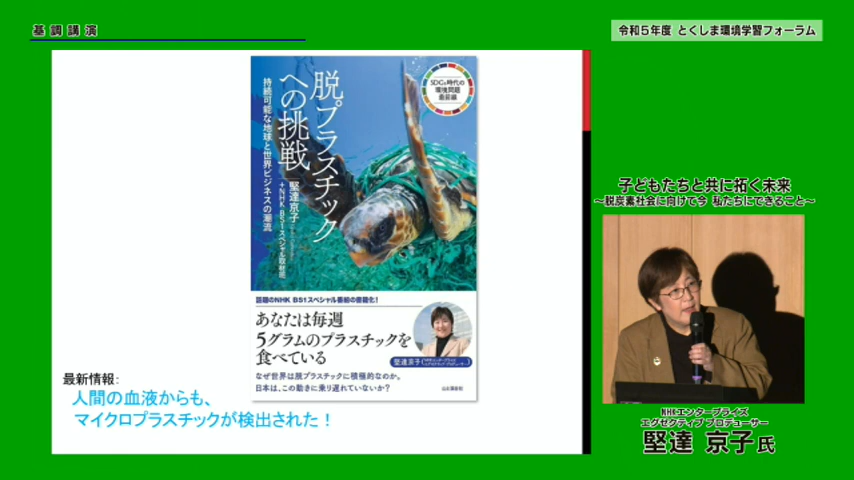 基調講演
令和5年度 とくしま環境学習フォーラム
SDGs時代の
環境問題
最前線
脱プラスチック
への挑戦
持続可能な地球と世界ビジネスの潮流
堅達京子
+NHK BS1スペシャル取材班
話題のNHK BS1スペシャル番組の書籍化！
あなたは毎週
5グラムのプラスチックを
食べている
堅達京子
なぜ世界は脱プラスチックに積極的なのか。
日本は、この動きに乗り遅れていないか？
山と溪谷社
最新情報:
人間の血液からも、
マイクロプラスチックが検出された！
子どもたちと共に拓く未来
～脱炭素社会に向けて今 私たちにできること～
NHKエンタープライズ
エグゼクティブ プロデューサー
堅達 京子 氏